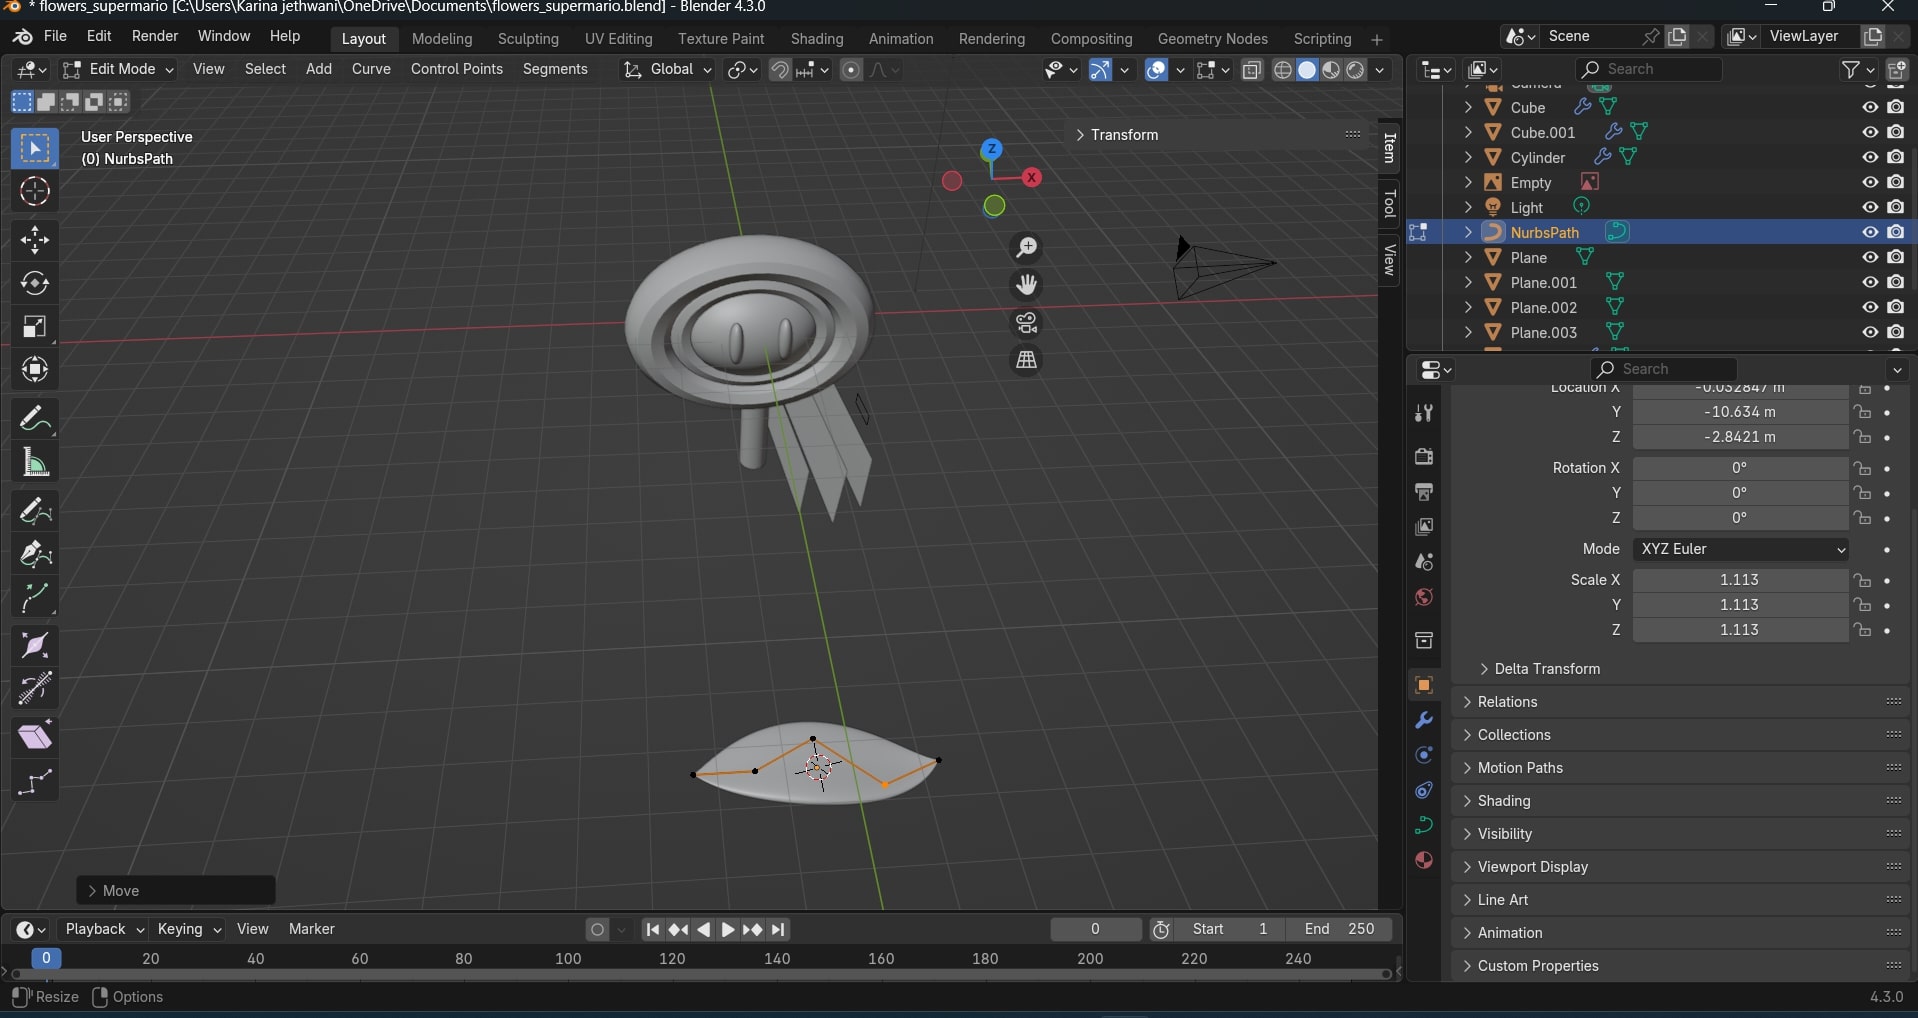 * flowers_supermario [C:\Users\Karina jethwani\OneDrive\Documents\flowers_supermario.blend] - Blender 4.3.0
File Edit Render Window Help Layout Modeling Sculpting UV Editing Texture Paint Shading Animation Rendering Compositing Geometry Nodes Scripting + Scene ViewLayer
Edit Mode View Select Add Curve Control Points Segments Global Search
User Perspective
(0) NurbsPath
Transform
Item
Tool
View
Z
X
Camera
Cube
Cube.001
Cylinder
Empty
Light
NurbsPath
Plane
Plane.001
Plane.002
Plane.003
Search
Location X -0.032847 m
Y -10.634 m
Z -2.8421 m
Rotation X 0°
Y 0°
Z 0°
Mode XYZ Euler
Scale X 1.113
Y 1.113
Z 1.113
Delta Transform
Relations
Collections
Motion Paths
Shading
Visibility
Viewport Display
Line Art
Animation
Custom Properties
Move
Playback Keying View Marker 0 Start 1 End 250
0 20 40 60 80 100 120 140 160 180 200 220 240
Resize Options 4.3.0